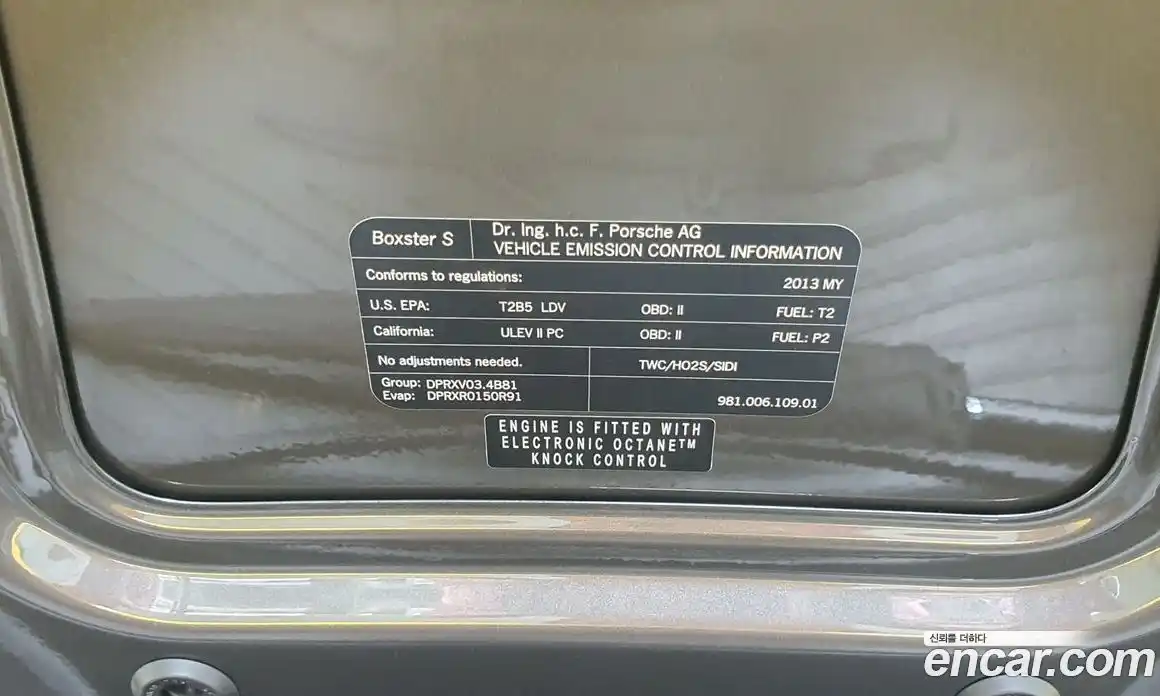 Boxster S
Dr. Ing. h.c. F. Porsche AG
VEHICLE EMISSION CONTROL INFORMATION
Conforms to regulations: 2013 MY
U.S. EPA: T2B5 LDV OBD: II FUEL: T2
California: ULEV II PC OBD: II FUEL: P2
No adjustments needed. TWC/HO2S/SIDI
Group: DPRXV03.4B81
Evap: DPRXR0150R91
981.006.109.01
ENGINE IS FITTED WITH
ELECTRONIC OCTANE™
KNOCK CONTROL
신뢰를 더하다
encar.com